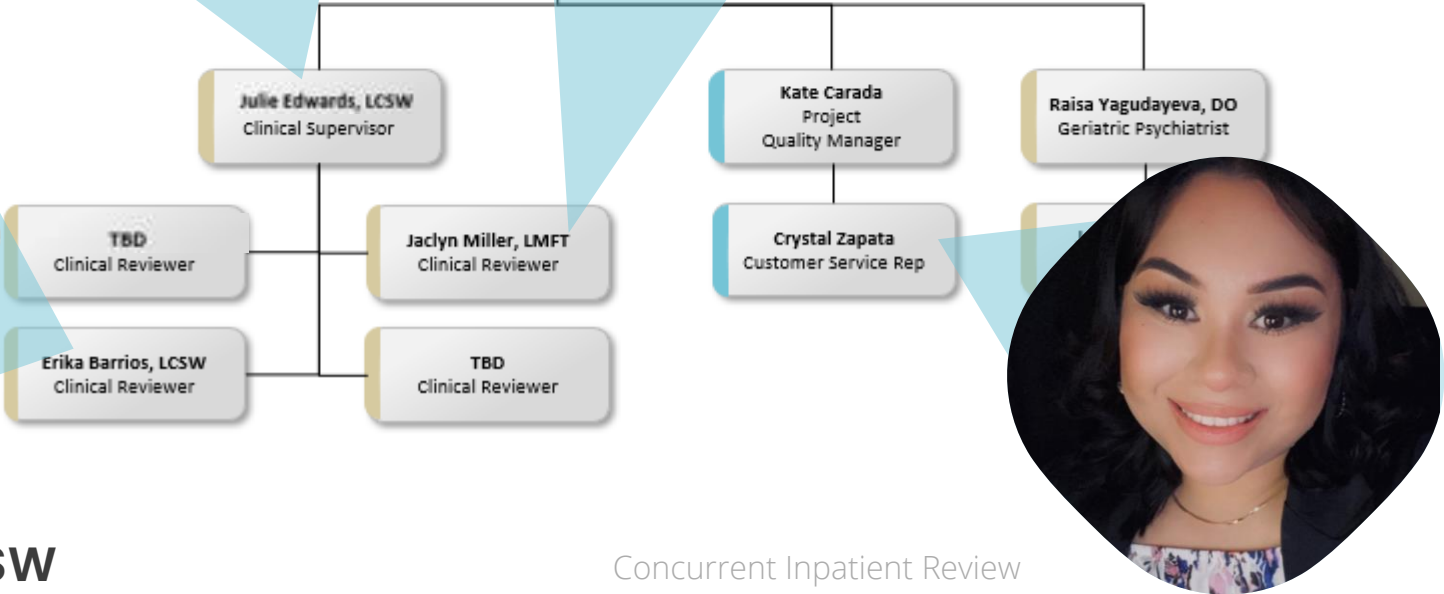 Julie Edwards, LCSW
Clinical Supervisor
Kate Carada
Project
Quality Manager
Raisa Yagudayeva, DO
Geriatric Psychiatrist
TBD
Clinical Reviewer
Jaclyn Miller, LMFT
Clinical Reviewer
Crystal Zapata
Customer Service Rep
Erika Barrios, LCSW
Clinical Reviewer
TBD
Clinical Reviewer
SW
Concurrent Inpatient Review